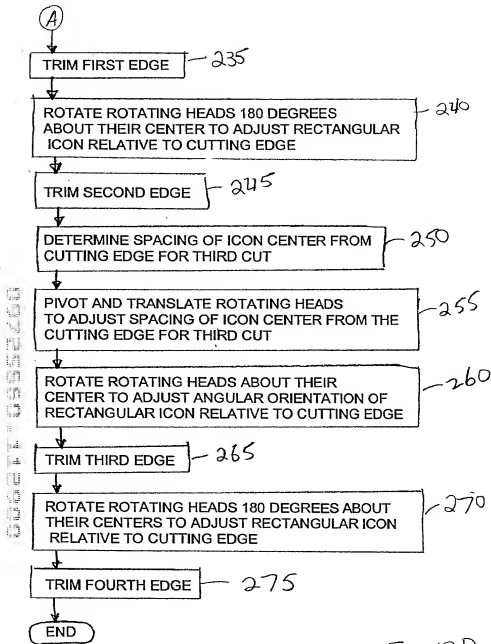 A
TRIM FIRST EDGE 235
ROTATE ROTATING HEADS 180 DEGREES
ABOUT THEIR CENTER TO ADJUST RECTANGULAR
ICON RELATIVE TO CUTTING EDGE
240
TRIM SECOND EDGE 245
DETERMINE SPACING OF ICON CENTER FROM
CUTTING EDGE FOR THIRD CUT
250
PIVOT AND TRANSLATE ROTATING HEADS
TO ADJUST SPACING OF ICON CENTER FROM THE
CUTTING EDGE FOR THIRD CUT
255
ROTATE ROTATING HEADS ABOUT THEIR
CENTER TO ADJUST ANGULAR ORIENTATION OF
RECTANGULAR ICON RELATIVE TO CUTTING EDGE
260
TRIM THIRD EDGE 265
ROTATE ROTATING HEADS 180 DEGREES ABOUT
THEIR CENTERS TO ADJUST RECTANGULAR ICON
RELATIVE TO CUTTING EDGE
270
TRIM FOURTH EDGE 275
END